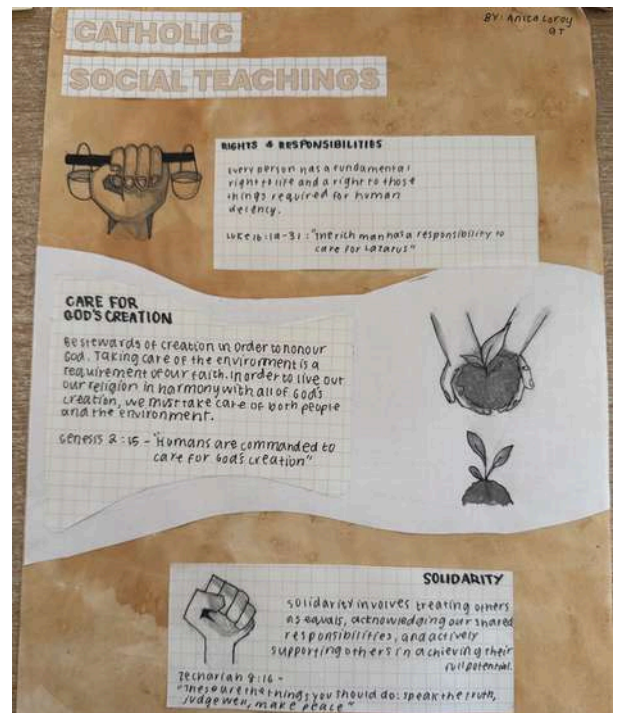 BY: Anita Loroy
9T
CATHOLIC
SOCIAL TEACHINGS
RIGHTS & RESPONSIBILITIES
Every person has a fundamental
right to life and a right to those
things required for human
decency.
Luke 16:19-31: "The rich man has a responsibility to
care for Lazarus"
CARE FOR
GOD'S CREATION
Be stewards of creation in order to honour
God. Taking care of the environment is a
requirement of our faith. In order to live out
our religion in harmony with all of God's
creation, we must take care of both people
and the environment.
Genesis 2:15 - "Humans are commanded to
care for God's creation"
SOLIDARITY
solidarity involves treating others
as equals, acknowledging our shared
responsibilities, and actively
supporting others in achieving their
full potential.
Zechariah 8:16 -
"These are the things you should do: speak the truth,
judge well, make peace"